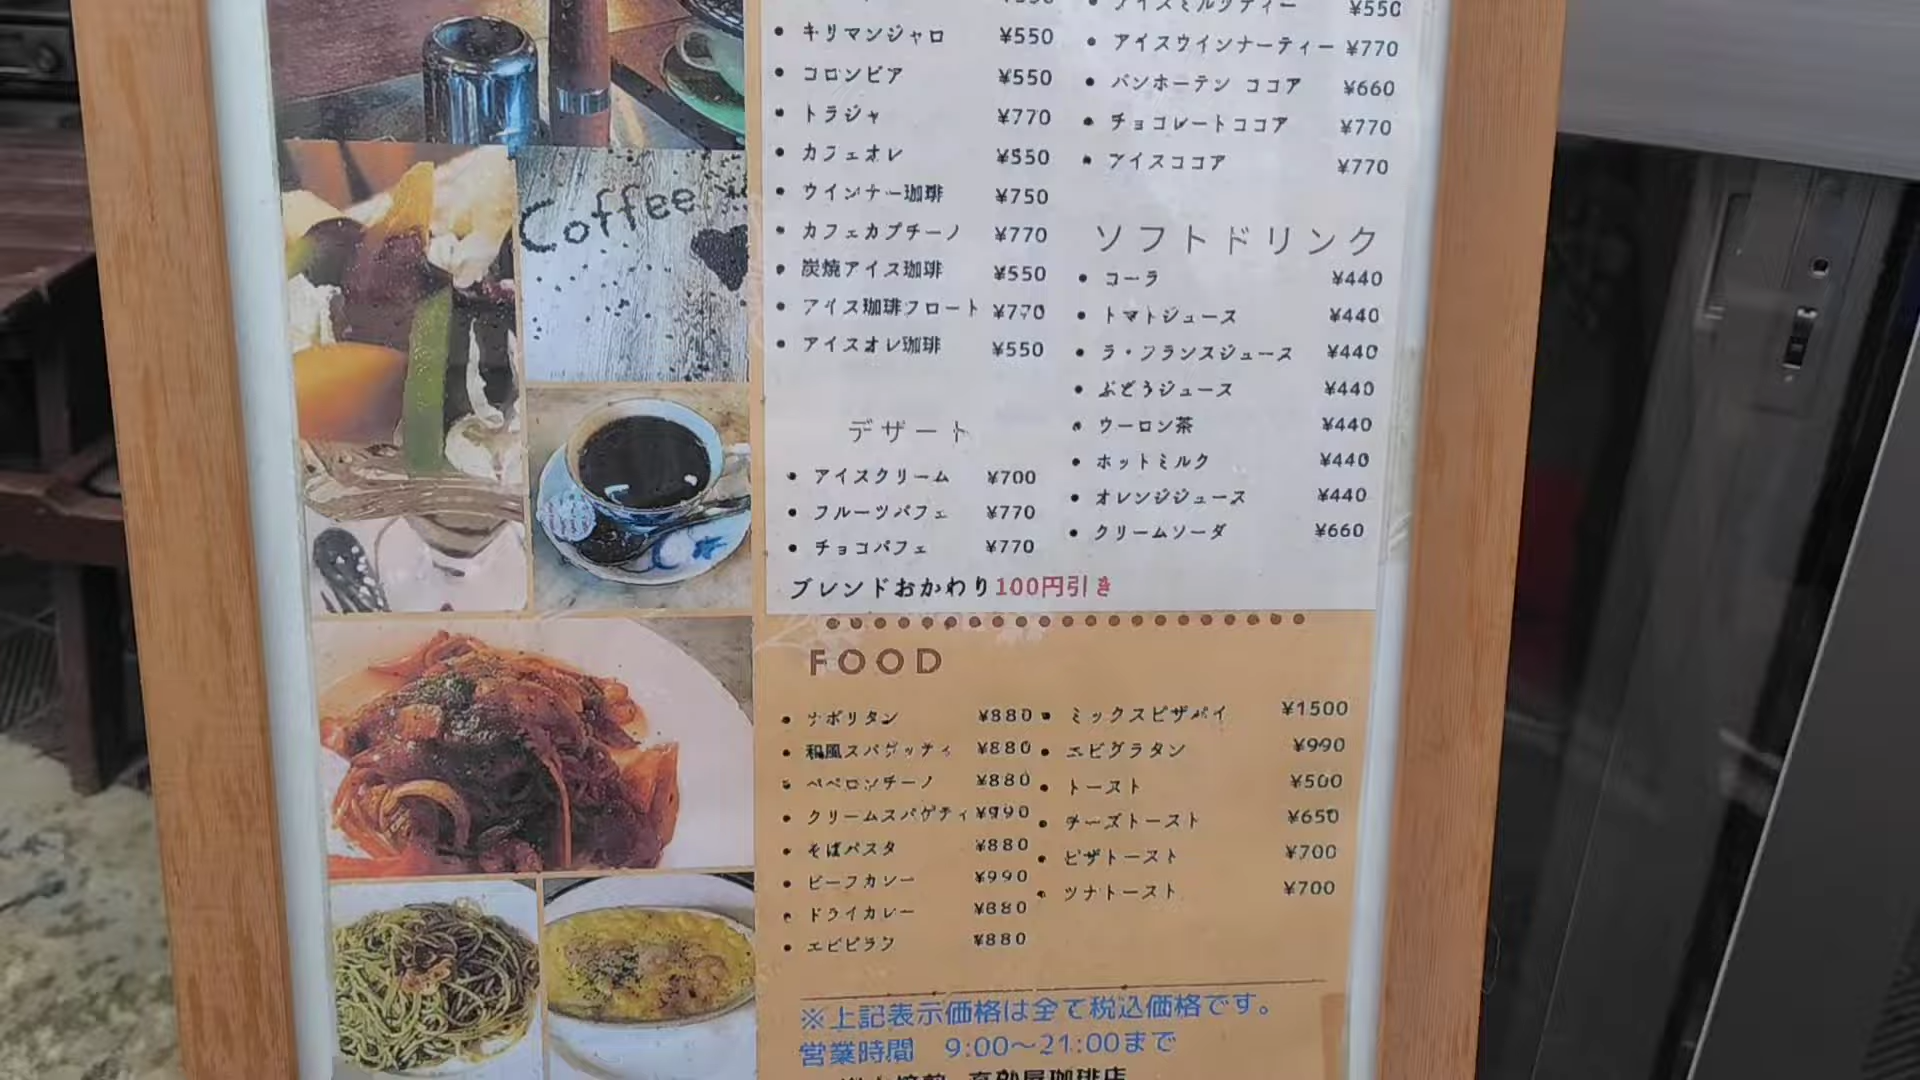 Coffee
キリマンジャロ ¥550
コロンビア ¥550
トラジャ ¥770
カフェオレ ¥550
ウインナー珈琲 ¥750
カフェカプチーノ ¥770
炭焼アイス珈琲 ¥550
アイス珈琲フロート ¥770
アイスオレ珈琲 ¥550
デザート
アイスクリーム ¥700
フルーツパフェ ¥770
チョコパフェ ¥770
アイスミルクティー ¥550
アイスウインナーティー ¥770
バンホーテン ココア ¥660
チョコレートココア ¥770
アイスココア ¥770
ソフトドリンク
コーラ ¥440
トマトジュース ¥440
ラ・フランスジュース ¥440
ぶどうジュース ¥440
ウーロン茶 ¥440
ホットミルク ¥440
オレンジジュース ¥440
クリームソーダ ¥660
ブレンドおかわり100円引き
FOOD
ナポリタン ¥880
和風スパゲッティ ¥880
ペペロンチーノ ¥880
クリームスパゲティ ¥990
そばパスタ ¥880
ビーフカレー ¥990
ドライカレー ¥880
エビピラフ ¥880
ミックスピザパイ ¥1500
エビグラタン ¥990
トースト ¥500
チーズトースト ¥650
ピザトースト ¥700
ツナトースト ¥700
※上記表示価格は全て税込価格です。
営業時間 9:00〜21:00まで
珈琲店